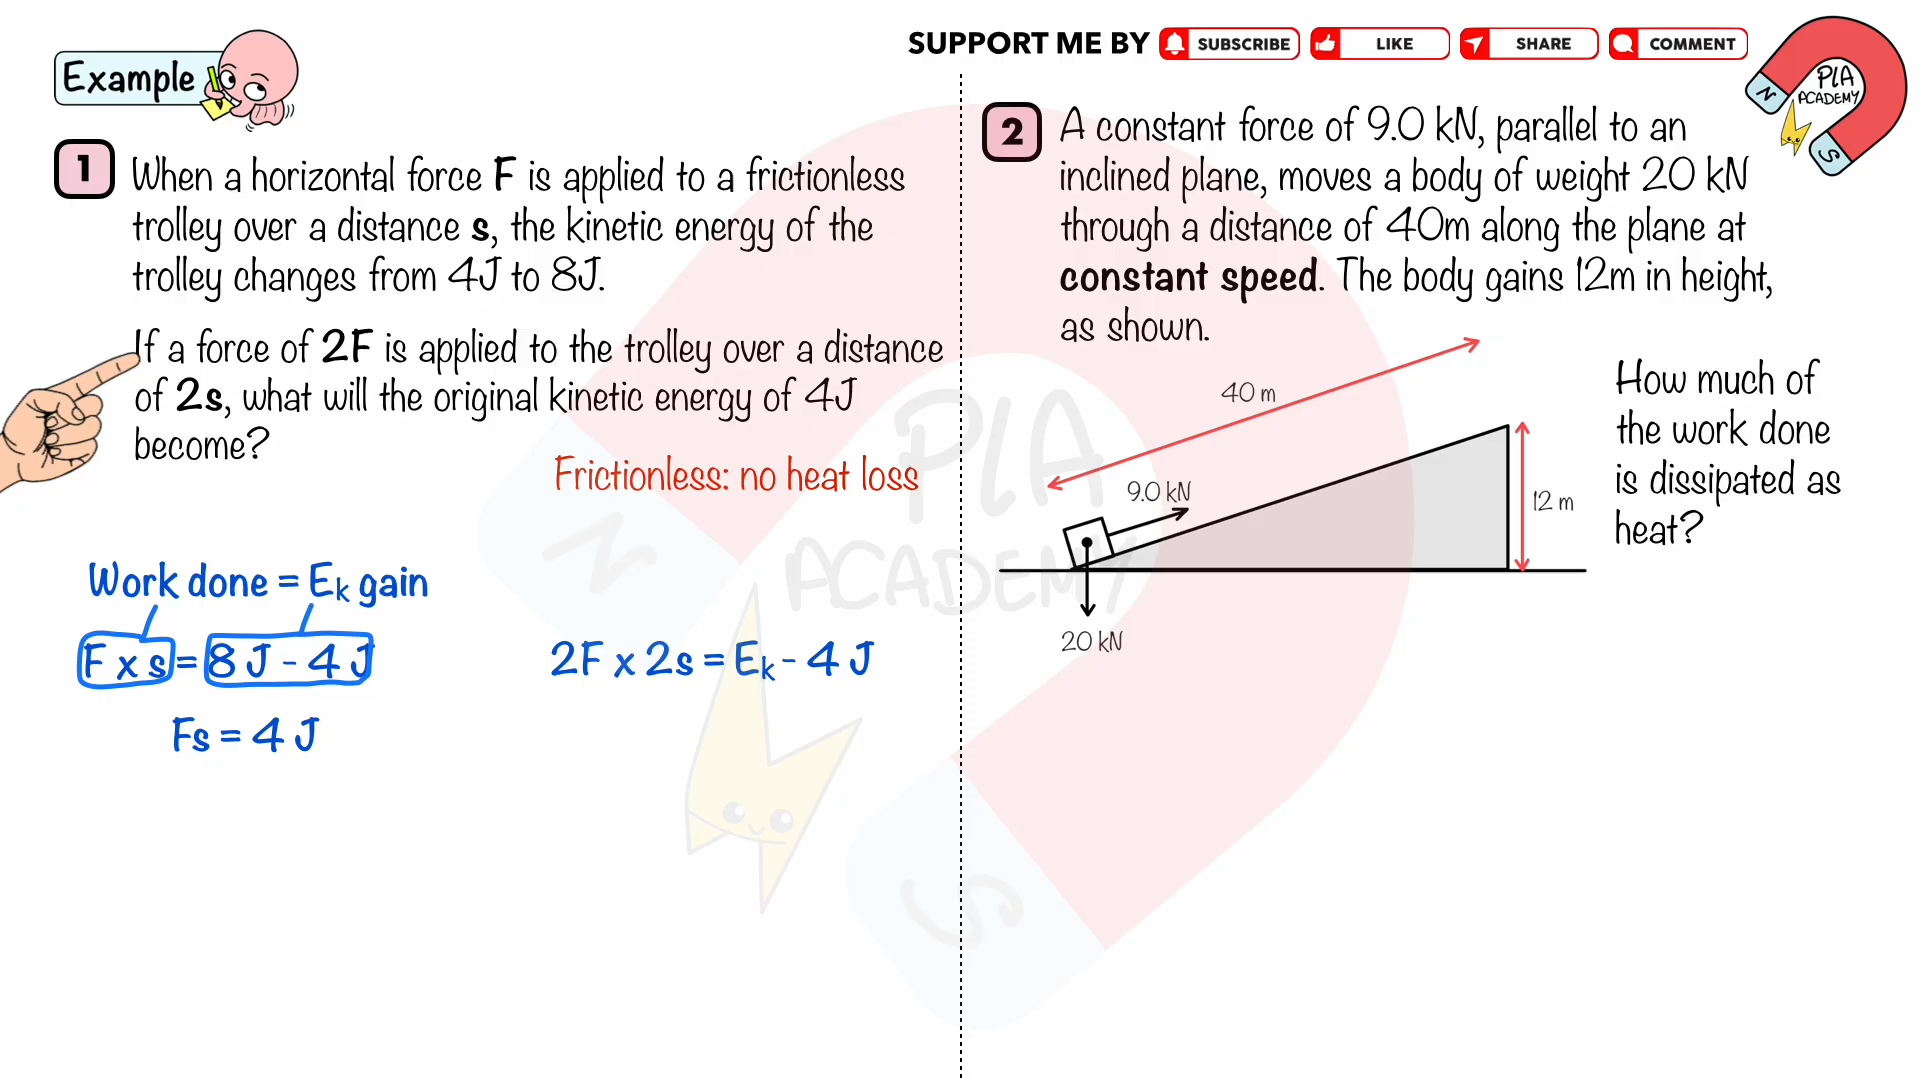 SUPPORT ME BY SUBSCRIBE LIKE SHARE COMMENT
PLA
ACADEMY
N
S
Example
1
When a horizontal force F is applied to a frictionless
trolley over a distance s, the kinetic energy of the
trolley changes from 4J to 8J.
If a force of 2F is applied to the trolley over a distance
of 2s, what will the original kinetic energy of 4J
become?
Frictionless: no heat loss
Work done = Ek gain
F x s = 8 J - 4 J
Fs = 4 J
2F x 2s = Ek - 4 J
2
A constant force of 9.0 kN, parallel to an
inclined plane, moves a body of weight 20 kN
through a distance of 40m along the plane at
constant speed. The body gains 12m in height,
as shown.
40 m
9.0 kN
12 m
20 kN
How much of
the work done
is dissipated as
heat?
PLA
ACADEMY
N
S